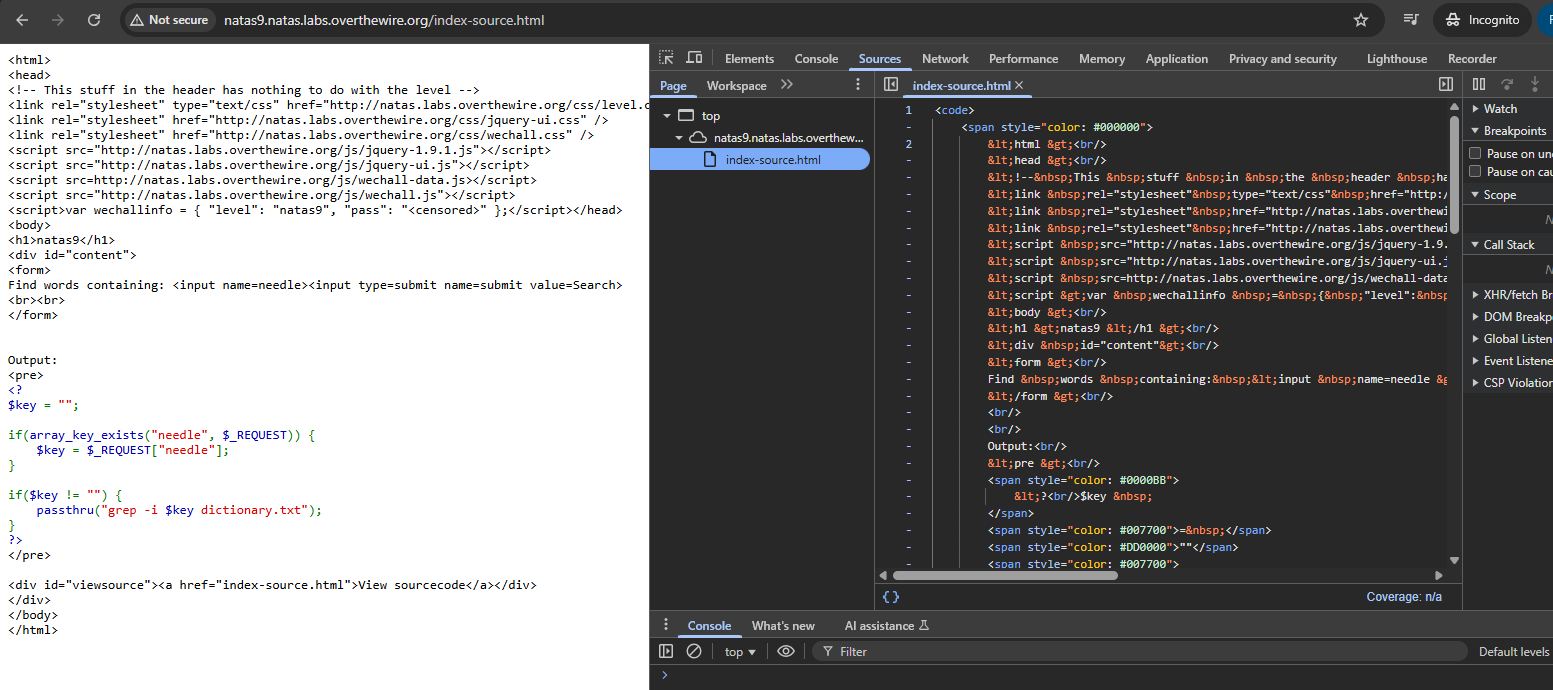 Not secure natas9.natas.labs.overthewire.org/index-source.html Incognito
<html>
<head>
<!-- This stuff in the header has nothing to do with the level -->
<link rel="stylesheet" type="text/css" href="http://natas.labs.overthewire.org/css/level.c
<link rel="stylesheet" href="http://natas.labs.overthewire.org/css/jquery-ui.css" />
<link rel="stylesheet" href="http://natas.labs.overthewire.org/css/wechall.css" />
<script src="http://natas.labs.overthewire.org/js/jquery-1.9.1.js"></script>
<script src="http://natas.labs.overthewire.org/js/jquery-ui.js"></script>
<script src=http://natas.labs.overthewire.org/js/wechall-data.js></script>
<script src="http://natas.labs.overthewire.org/js/wechall.js"></script>
<script>var wechallinfo = { "level": "natas9", "pass": "<censored>" };</script></head>
<body>
<h1>natas9</h1>
<div id="content">
<form>
Find words containing: <input name=needle><input type=submit name=submit value=Search>
<br><br>
</form>
Output:
<pre>
<?
$key = "";
if(array_key_exists("needle", $_REQUEST)) {
$key = $_REQUEST["needle"];
}
if($key != "") {
passthru("grep -i $key dictionary.txt");
}
?>
</pre>
<div id="viewsource"><a href="index-source.html">View sourcecode</a></div>
</div>
</body>
</html>
Elements Console Sources Network Performance Memory Application Privacy and security Lighthouse Recorder
Page Workspace
top
natas9.natas.labs.overthew...
index-source.html
index-source.html
1 <code>
- <span style="color: #000000">
2 &lt;html &gt;<br/>
- &lt;head &gt;<br/>
- &lt;!--&nbsp;This &nbsp;stuff &nbsp;in &nbsp;the &nbsp;header &nbsp;ha
- &lt;link &nbsp;rel="stylesheet"&nbsp;type="text/css"&nbsp;href="http:/
- &lt;link &nbsp;rel="stylesheet"&nbsp;href="http://natas.labs.overthewi
- &lt;link &nbsp;rel="stylesheet"&nbsp;href="http://natas.labs.overthewi
- &lt;script &nbsp;src="http://natas.labs.overthewire.org/js/jquery-1.9.
- &lt;script &nbsp;src="http://natas.labs.overthewire.org/js/jquery-ui.j
- &lt;script &nbsp;src=http://natas.labs.overthewire.org/js/wechall-data
- &lt;script &gt;var &nbsp;wechallinfo &nbsp;=&nbsp;{&nbsp;"level":&nbsp
- &lt;body &gt;<br/>
- &lt;h1 &gt;natas9 &lt;/h1 &gt;<br/>
- &lt;div &nbsp;id="content"&gt;<br/>
- &lt;form &gt;<br/>
- Find &nbsp;words &nbsp;containing:&nbsp;&lt;input &nbsp;name=needle &g
- &lt;/form &gt;<br/>
- <br/>
- <br/>
- Output:<br/>
- &lt;pre &gt;<br/>
- <span style="color: #0000BB">
- &lt;?<br/>$key &nbsp;
- </span>
- <span style="color: #007700">=&nbsp;</span>
- <span style="color: #DD0000">""</span>
- <span style="color: #007700">
{} Coverage: n/a
Watch
Breakpoints
Pause on un
Pause on cau
Scope
Call Stack
XHR/fetch Br
DOM Breakp
Global Listen
Event Listene
CSP Violation
Console What's new AI assistance
top Filter Default levels